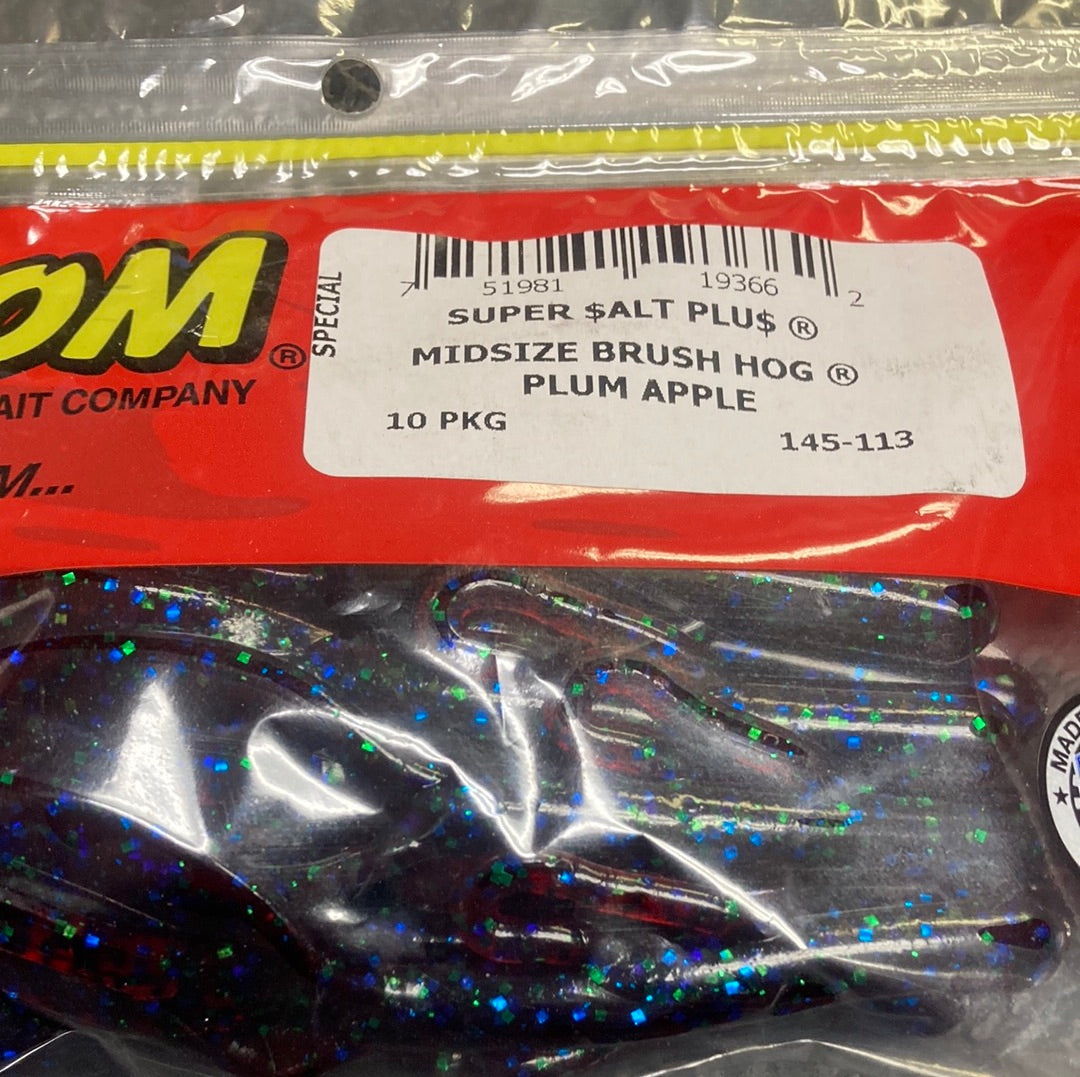 OM®
AIT COMPANY
M...
SPECIAL
7 51981 19366 2
SUPER $ALT PLU$ ®
MIDSIZE BRUSH HOG ®
PLUM APPLE
10 PKG
145-113
MADE